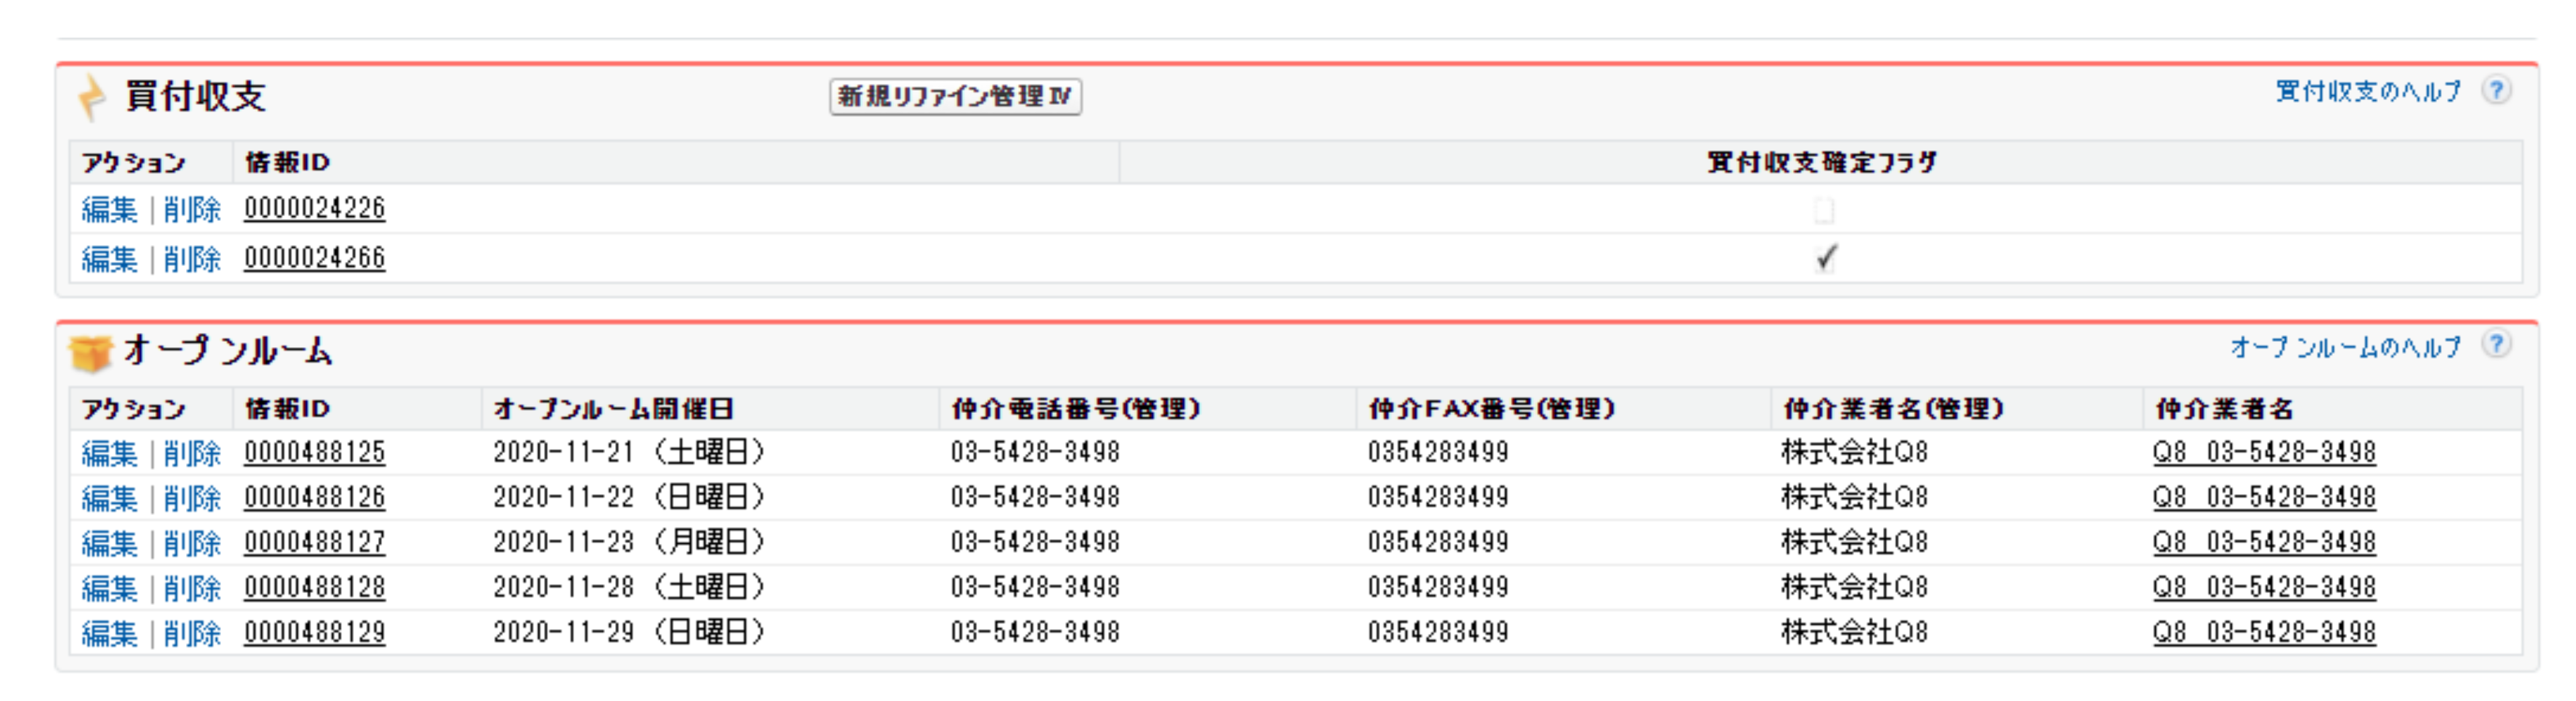 買付収支 新規リファイン管理Ⅳ 買付収支のヘルプ ?
アクション 情報ID 買付収支確定フラグ
編集 | 削除 0000024226
編集 | 削除 0000024266 ✓
オープンルーム オープンルームのヘルプ ?
アクション 情報ID オープンルーム開催日 仲介電話番号(管理) 仲介FAX番号(管理) 仲介業者名(管理) 仲介業者名
編集 | 削除 0000488125 2020-11-21 (土曜日) 03-5428-3498 0354283499 株式会社Q8 Q8 03-5428-3498
編集 | 削除 0000488126 2020-11-22 (日曜日) 03-5428-3498 0354283499 株式会社Q8 Q8 03-5428-3498
編集 | 削除 0000488127 2020-11-23 (月曜日) 03-5428-3498 0354283499 株式会社Q8 Q8 03-5428-3498
編集 | 削除 0000488128 2020-11-28 (土曜日) 03-5428-3498 0354283499 株式会社Q8 Q8 03-5428-3498
編集 | 削除 0000488129 2020-11-29 (日曜日) 03-5428-3498 0354283499 株式会社Q8 Q8 03-5428-3498